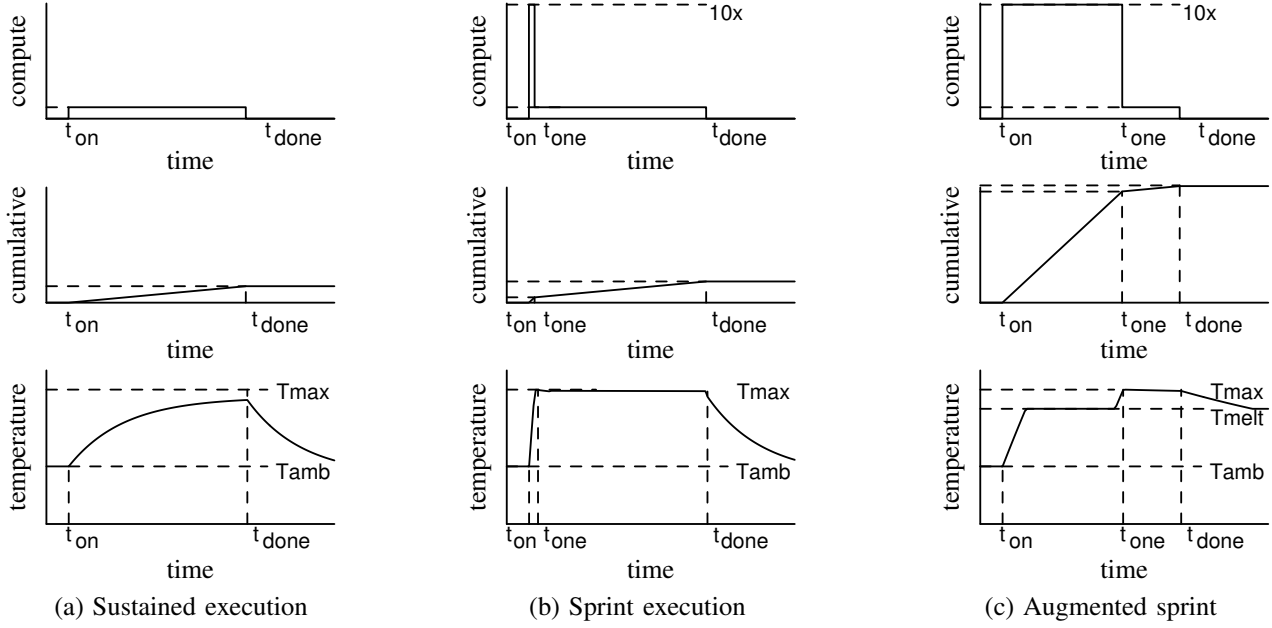 compute
t on
t done
time
cumulative
t on
t done
time
temperature
Tmax
Tamb
t on
t done
time
(a) Sustained execution
compute
10x
t on
t one
t done
time
cumulative
t on
t one
t done
time
temperature
Tmax
Tamb
t on
t one
t done
time
(b) Sprint execution
compute
10x
t on
t one
t done
time
cumulative
t on
t one
t done
time
temperature
Tmax
Tmelt
Tamb
t on
t one
t done
time
(c) Augmented sprint